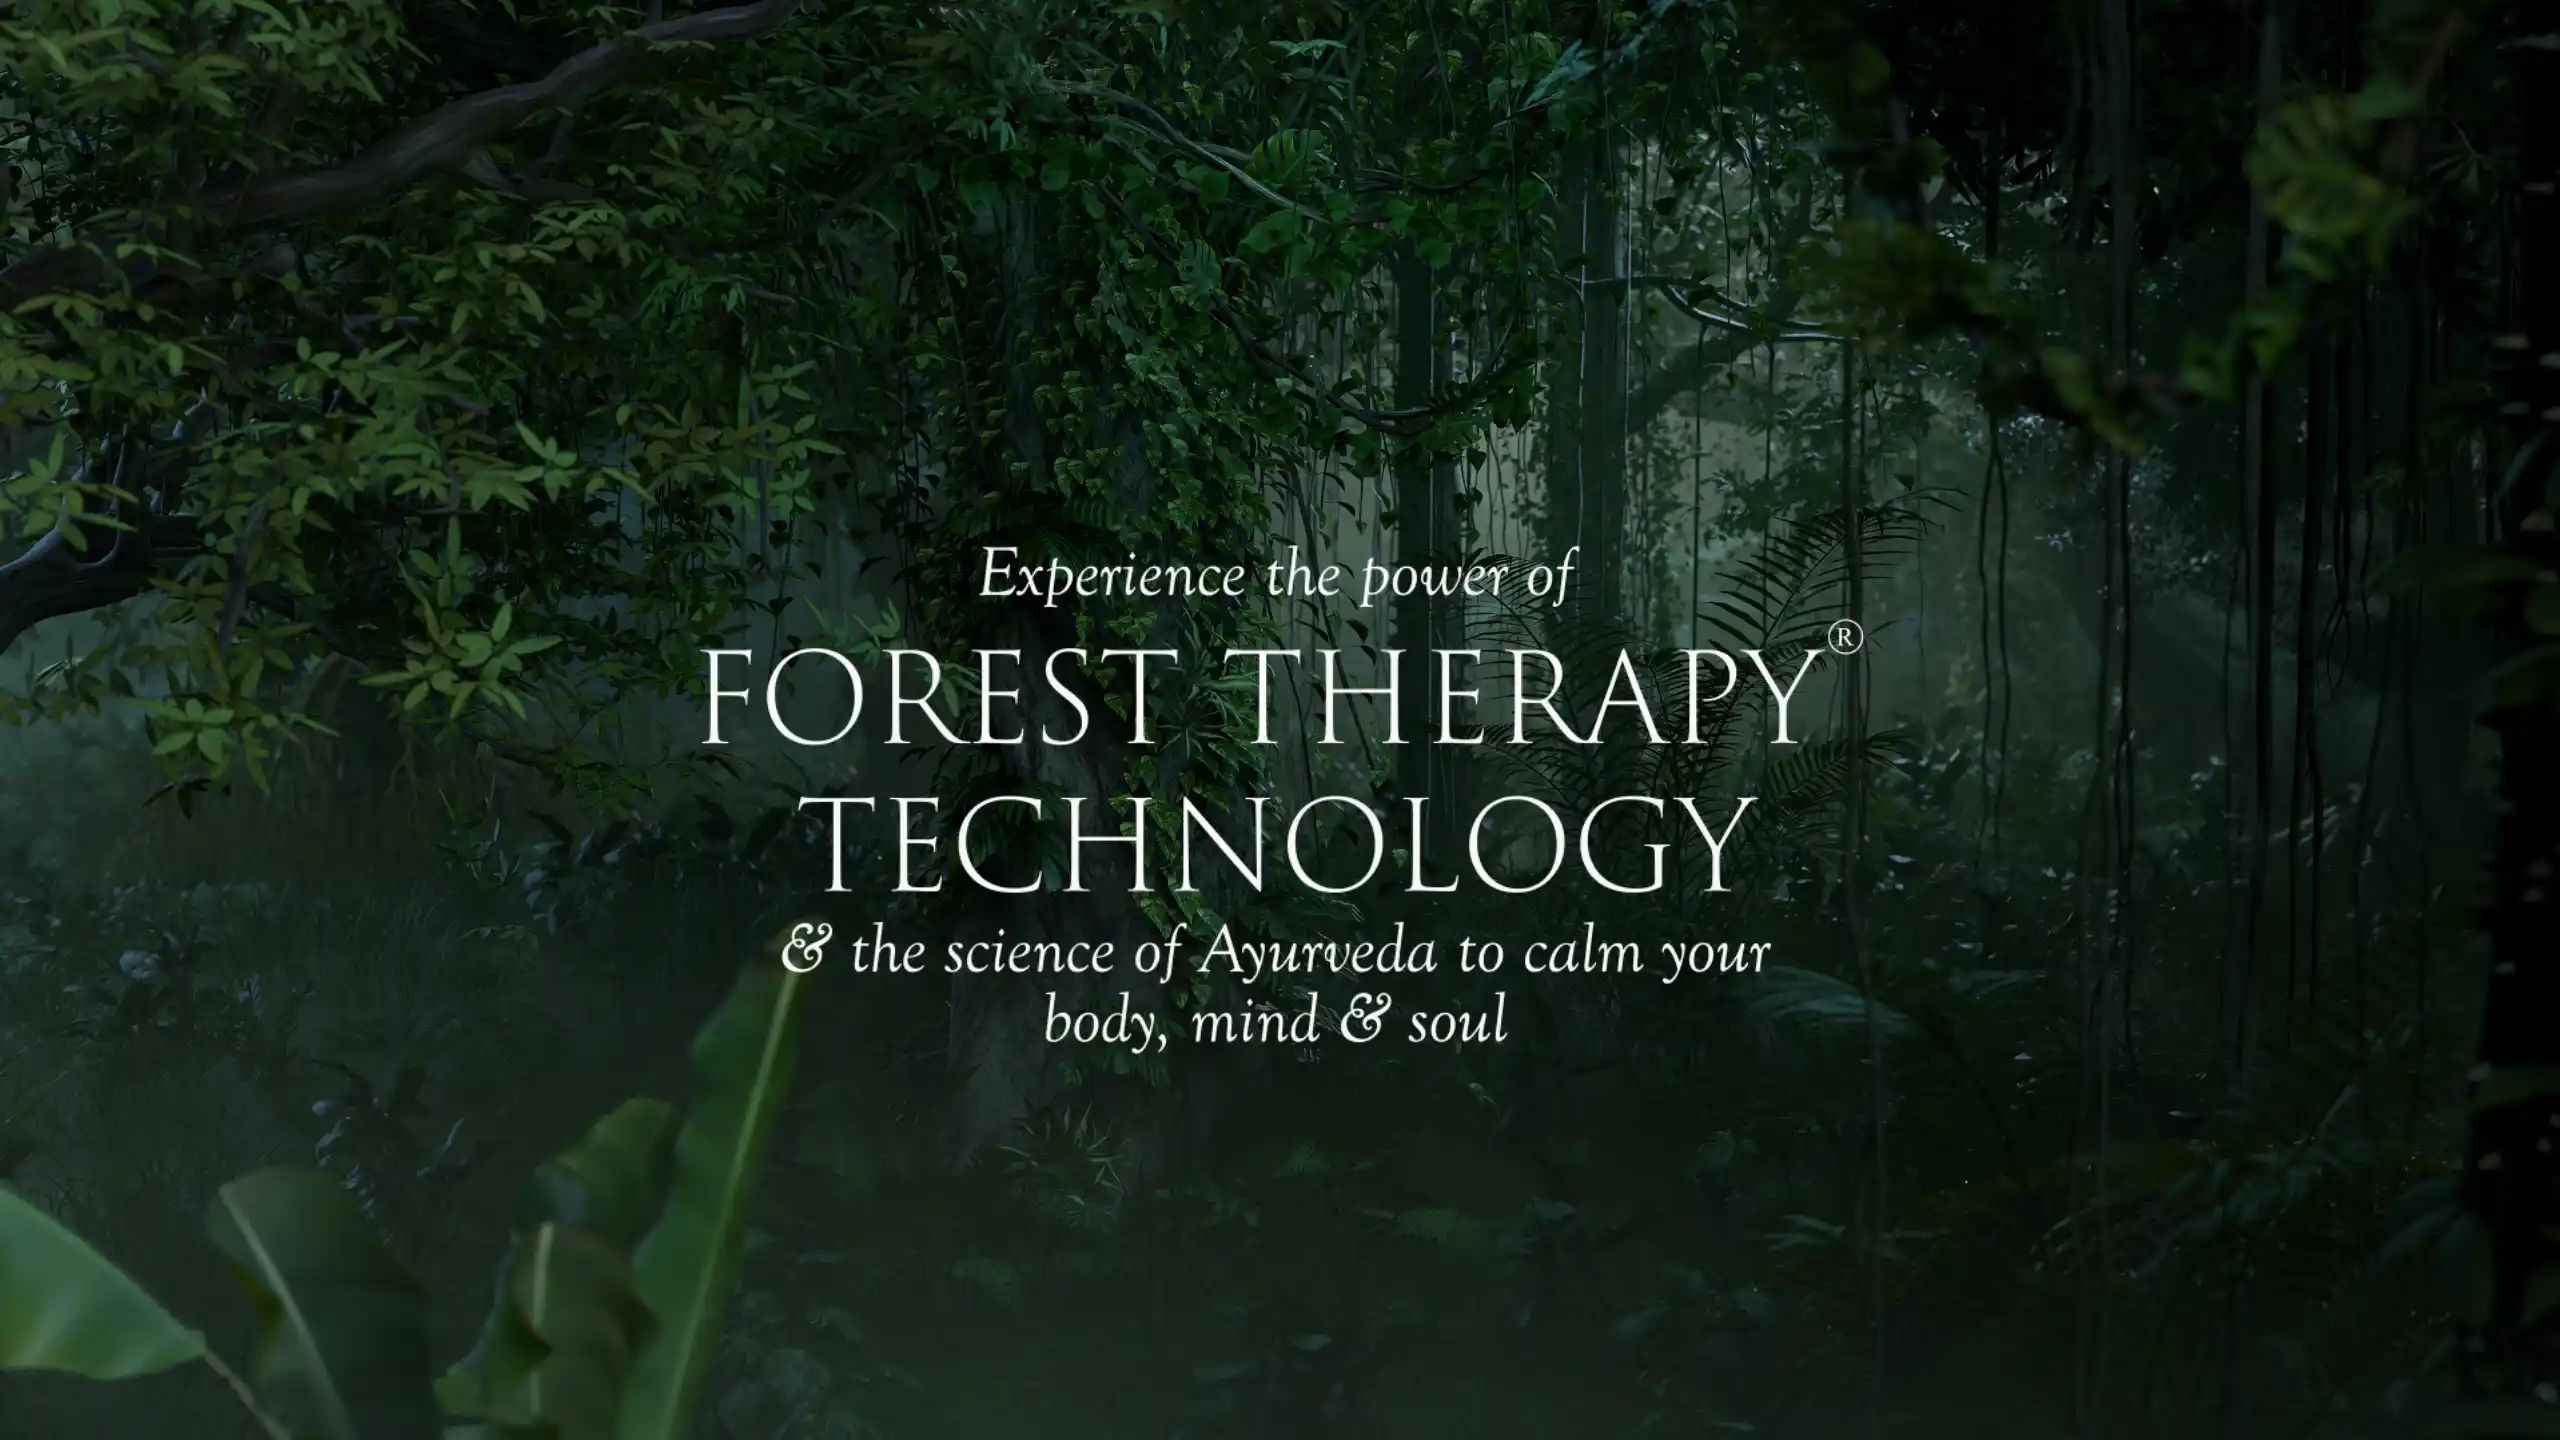 Experience the power of
FOREST THERAPY®
TECHNOLOGY
& the science of Ayurveda to calm your
body, mind & soul